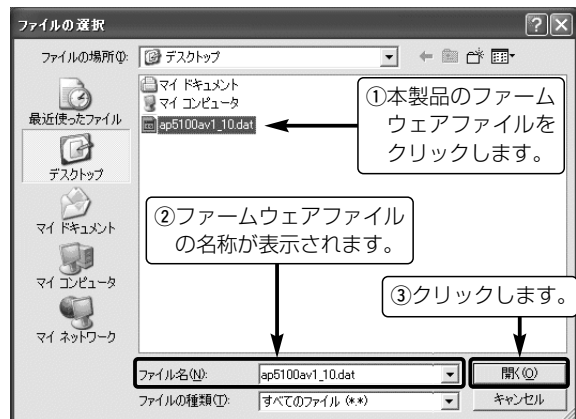 ファイルの選択
ファイルの場所(I):
デスクトップ
マイ ドキュメント
マイ コンピュータ
ap5100av1_10.dat
最近使ったファイル
デスクトップ
マイ ドキュメント
マイ コンピュータ
マイ ネットワーク
①本製品のファーム
ウェアファイルを
クリックします。
②ファームウェアファイル
の名称が表示されます。
③クリックします。
ファイル名(N):
ap5100av1_10.dat
開く(O)
ファイルの種類(T):
すべてのファイル (*.*)
キャンセル